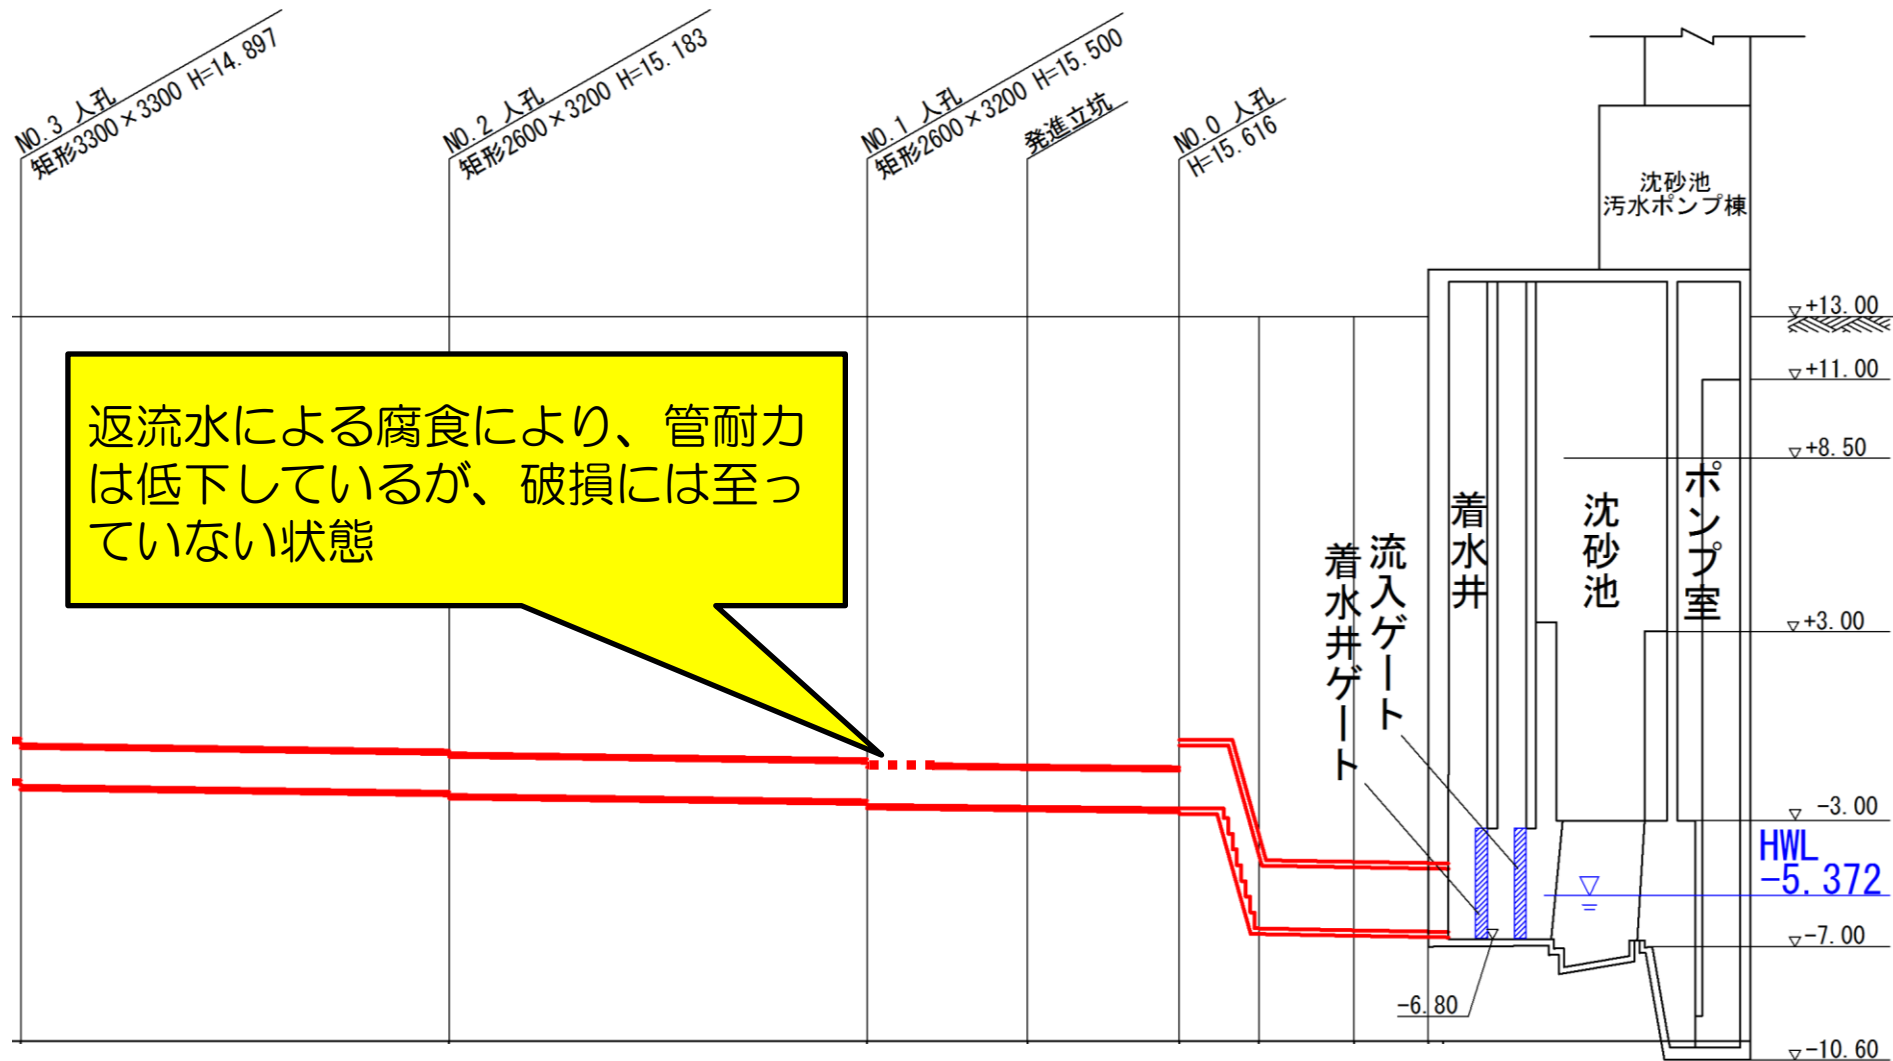 NO.3 人孔
矩形3300×3300 H=14.897
NO.2 人孔
矩形2600×3200 H=15.183
NO.1 人孔
矩形2600×3200 H=15.500
発進立坑
NO.0 人孔
H=15.616
沈砂池
汚水ポンプ棟
返流水による腐食により、管耐力
は低下しているが、破損には至っ
ていない状態
着水井ゲート
流入ゲート
着水井
沈砂池
ポンプ室
+13.00
+11.00
+8.50
+3.00
-3.00
HWL
-5.372
-7.00
-6.80
-10.60